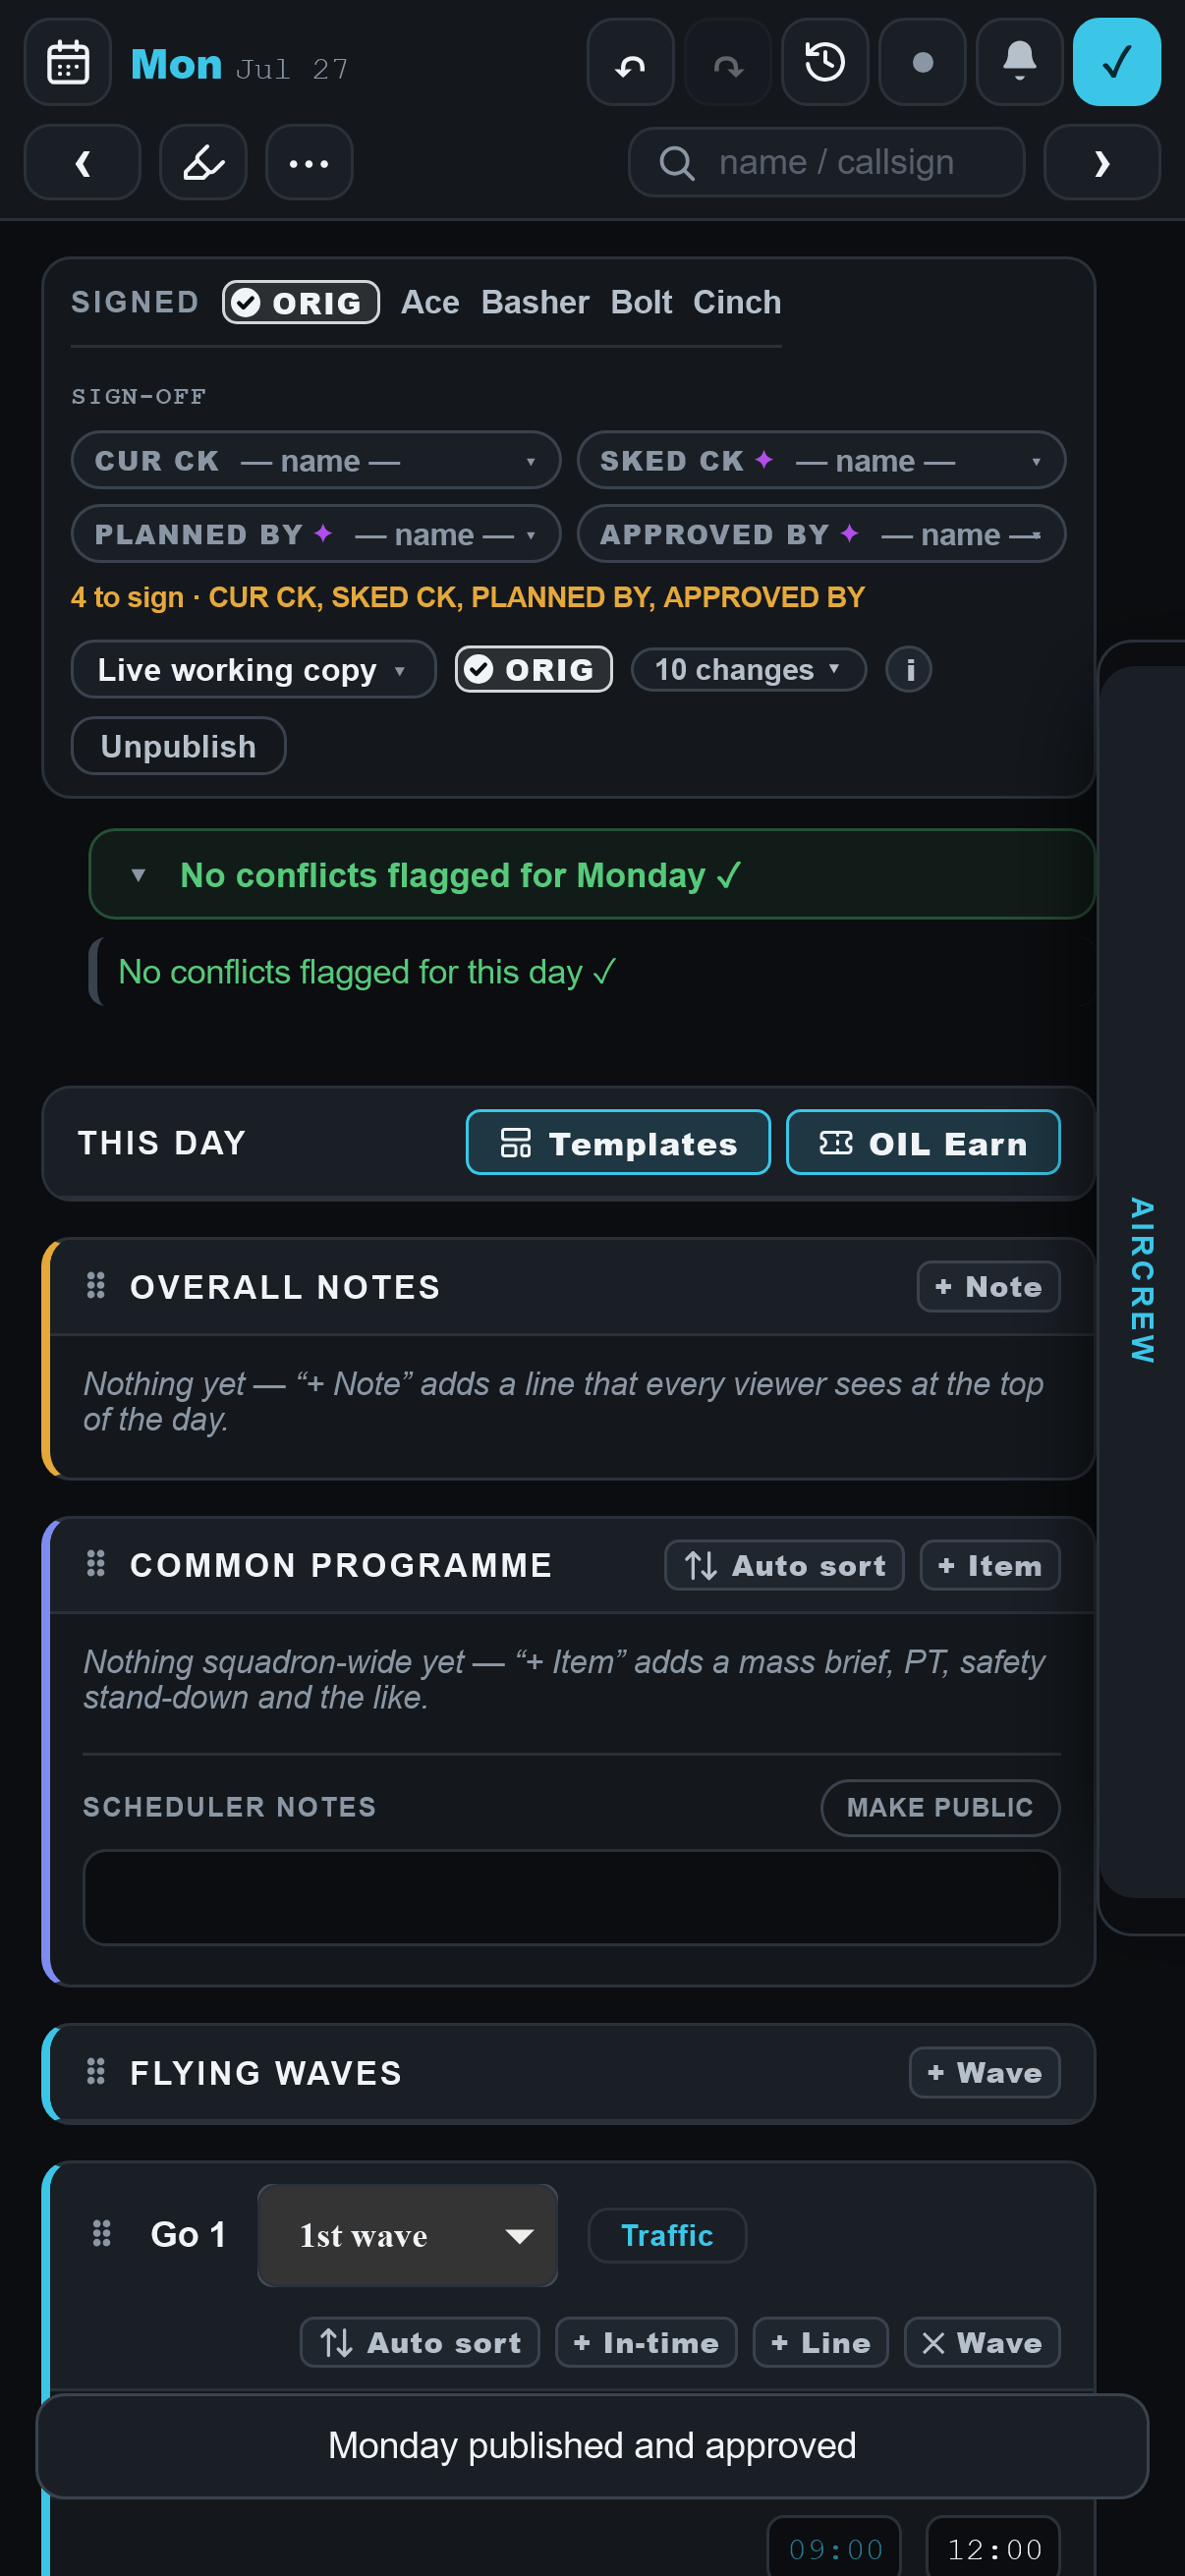 Mon Jul 27
name / callsign
SIGNED ORIG Ace Basher Bolt Cinch
SIGN-OFF
CUR CK — name —
SKED CK — name —
PLANNED BY — name —
APPROVED BY — name —
4 to sign · CUR CK, SKED CK, PLANNED BY, APPROVED BY
Live working copy ORIG 10 changes i
Unpublish
No conflicts flagged for Monday ✓
No conflicts flagged for this day ✓
THIS DAY Templates OIL Earn
AIRCREW
OVERALL NOTES + Note
Nothing yet — “+ Note” adds a line that every viewer sees at the top
of the day.
COMMON PROGRAMME Auto sort + Item
Nothing squadron-wide yet — “+ Item” adds a mass brief, PT, safety
stand-down and the like.
SCHEDULER NOTES MAKE PUBLIC
FLYING WAVES + Wave
Go 1 1st wave Traffic
Auto sort + In-time + Line × Wave
Monday published and approved
09:00 12:00